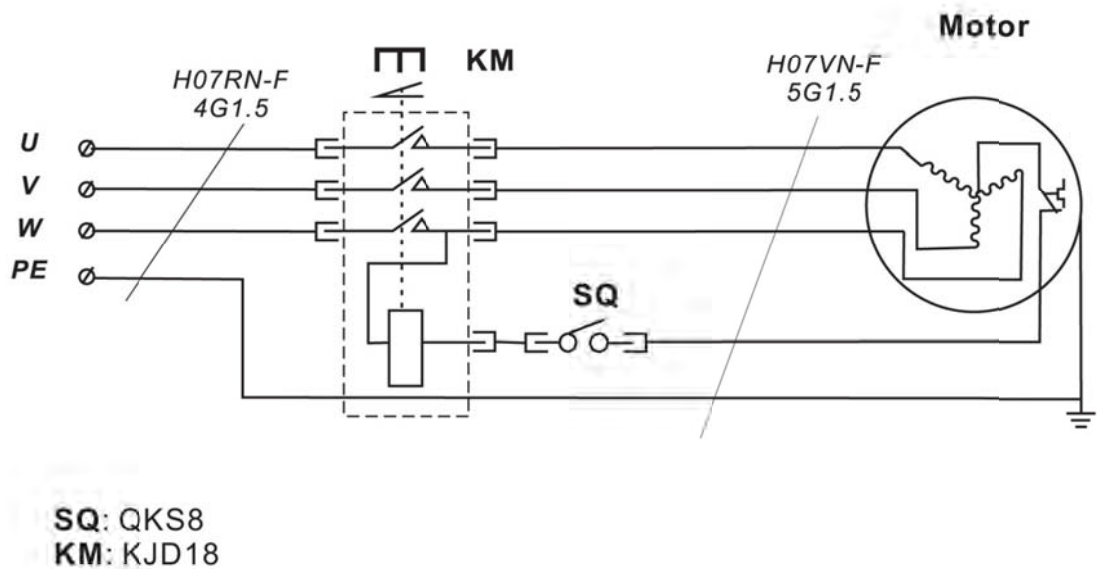 Motor
KM
H07RN-F
4G1.5
H07VN-F
5G1.5
U
V
W
PE
SQ
SQ: QKS8
KM: KJD18